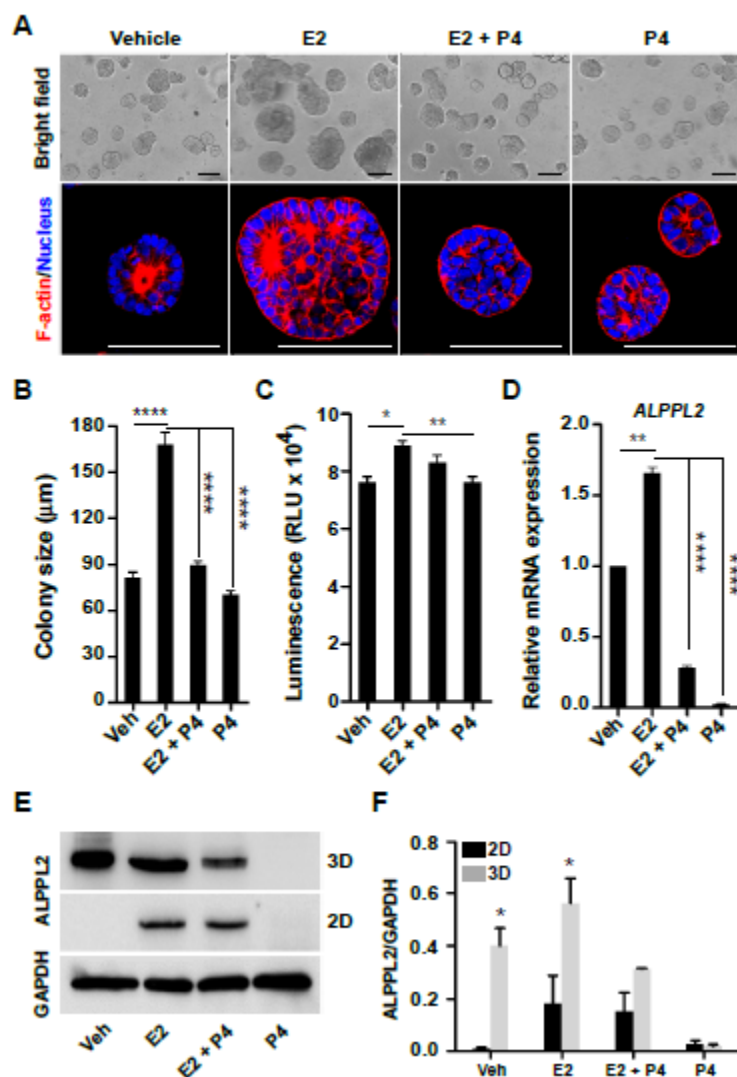 A
Vehicle E2 E2 + P4 P4
Bright field
F-actin/Nucleus
B
C
D
Colony size (µm)
180
150
120
90
60
30
0
****
****
****
Veh E2 E2 + P4 P4
Luminescence (RLU x 10⁴)
10
8
6
4
2
0
*
**
Veh E2 E2 + P4 P4
ALPPL2
Relative mRNA expression
2.0
1.5
1.0
0.5
0.0
**
****
****
Veh E2 E2 + P4 P4
E
ALPPL2
GAPDH
3D
2D
Veh E2 E2 + P4 P4
F
ALPPL2/GAPDH
0.8
0.6
0.4
0.2
0.0
2D
3D
*
*
Veh E2 E2 + P4 P4